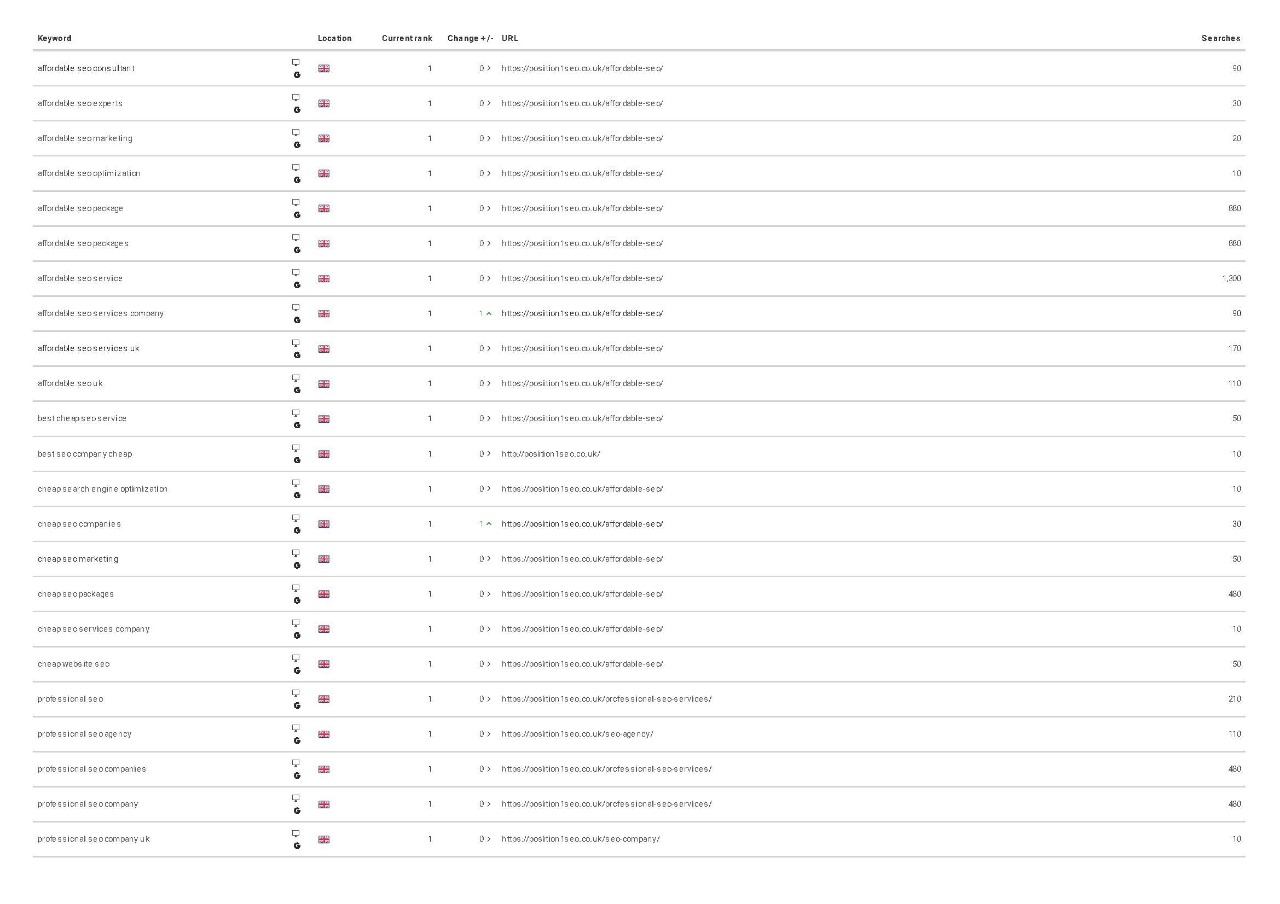 Keyword Location Current rank Change +/- URL Searches
affordable seo consultant 1 0 https://position1seo.co.uk/affordable-seo/ 90
affordable seo experts 1 0 https://position1seo.co.uk/affordable-seo/ 30
affordable seo marketing 1 0 https://position1seo.co.uk/affordable-seo/ 20
affordable seo optimization 1 0 https://position1seo.co.uk/affordable-seo/ 10
affordable seo package 1 0 https://position1seo.co.uk/affordable-seo/ 880
affordable seo packages 1 0 https://position1seo.co.uk/affordable-seo/ 880
affordable seo service 1 0 https://position1seo.co.uk/affordable-seo/ 1,300
affordable seo services company 1 1 https://position1seo.co.uk/affordable-seo/ 90
affordable seo services uk 1 0 https://position1seo.co.uk/affordable-seo/ 170
affordable seo uk 1 0 https://position1seo.co.uk/affordable-seo/ 110
best cheap seo service 1 0 https://position1seo.co.uk/affordable-seo/ 50
best seo company cheap 1 0 http://position1seo.co.uk/ 10
cheap search engine optimization 1 0 https://position1seo.co.uk/affordable-seo/ 10
cheap seo companies 1 1 https://position1seo.co.uk/affordable-seo/ 30
cheap seo marketing 1 0 https://position1seo.co.uk/affordable-seo/ 50
cheap seo packages 1 0 https://position1seo.co.uk/affordable-seo/ 480
cheap seo services company 1 0 https://position1seo.co.uk/affordable-seo/ 10
cheap website seo 1 0 https://position1seo.co.uk/affordable-seo/ 50
professional seo 1 0 https://position1seo.co.uk/professional-seo-services/ 210
professional seo agency 1 0 https://position1seo.co.uk/seo-agency/ 110
professional seo companies 1 0 https://position1seo.co.uk/professional-seo-services/ 480
professional seo company 1 0 https://position1seo.co.uk/professional-seo-services/ 480
professional seo company uk 1 0 https://position1seo.co.uk/seo-company/ 10